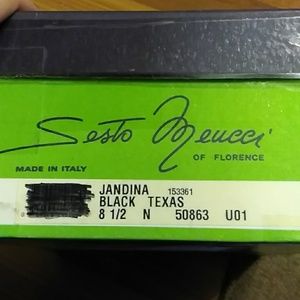 Sesto Meucci
OF FLORENCE
MADE IN ITALY
JANDINA 153361
BLACK TEXAS
8 1/2 N 50863 U01